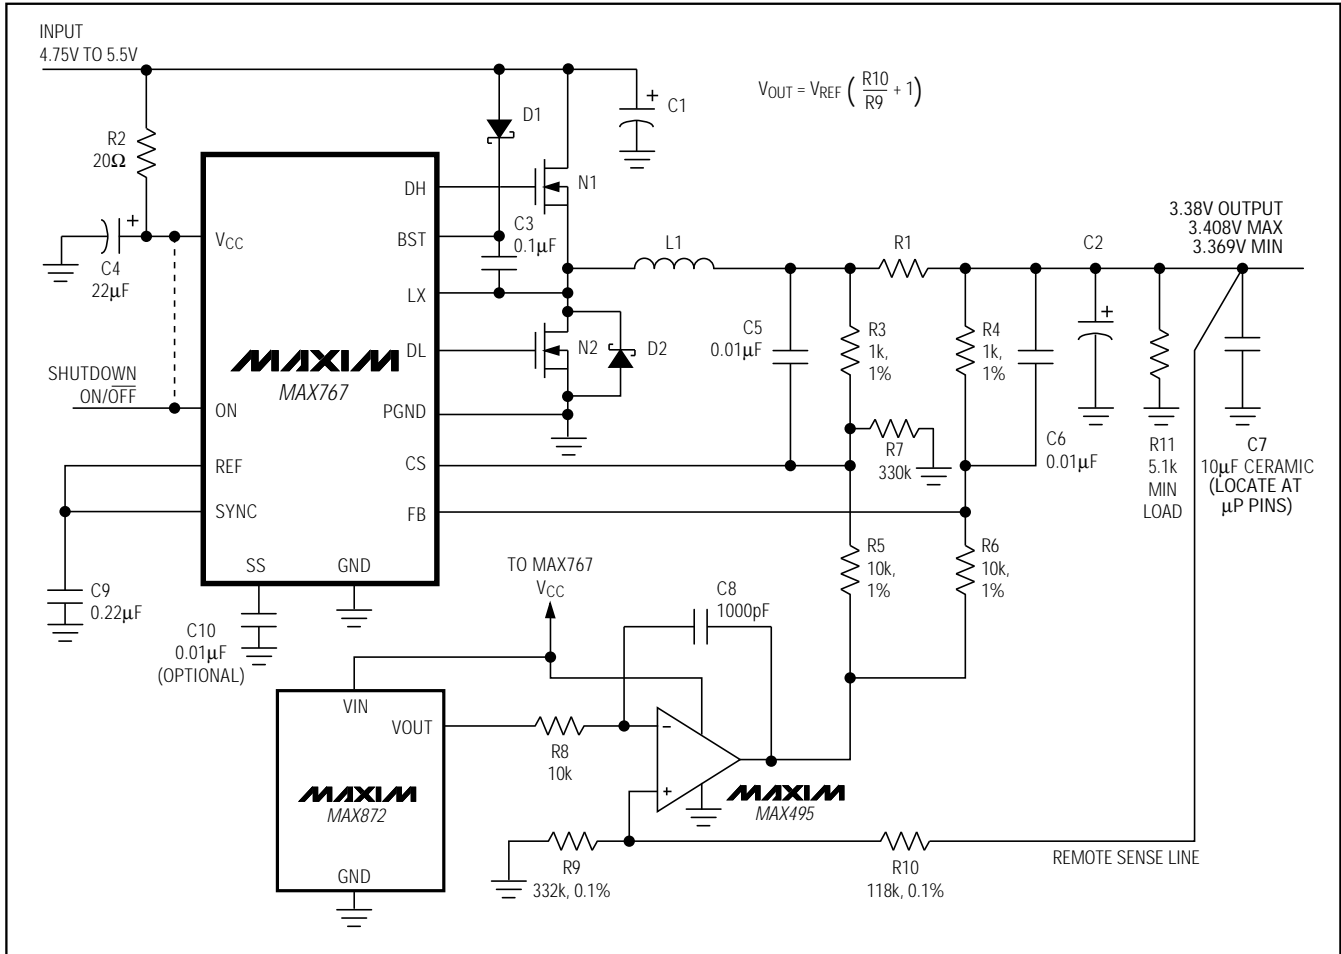 INPUT
4.75V TO 5.5V
VOUT = VREF ( R10 / R9 + 1 )
R2
20Ω
D1
C1
+
DH
N1
C3
0.1µF
BST
VCC
+
C4
22µF
LX
L1
R1
C2
3.38V OUTPUT
3.408V MAX
3.369V MIN
C5
0.01µF
R3
1k,
1%
R4
1k,
1%
+
DL
N2
D2
MAXIM
MAX767
SHUTDOWN
ON/OFF
ON
PGND
R7
330k
C6
0.01µF
R11
5.1k
MIN
LOAD
C7
10µF CERAMIC
(LOCATE AT
µP PINS)
REF
CS
SYNC
FB
SS
GND
C9
0.22µF
C10
0.01µF
(OPTIONAL)
TO MAX767
VCC
C8
1000pF
R5
10k,
1%
R6
10k,
1%
VIN
VOUT
R8
10k
−
+
MAXIM
MAX872
GND
MAXIM
MAX495
R9
332k, 0.1%
R10
118k, 0.1%
REMOTE SENSE LINE